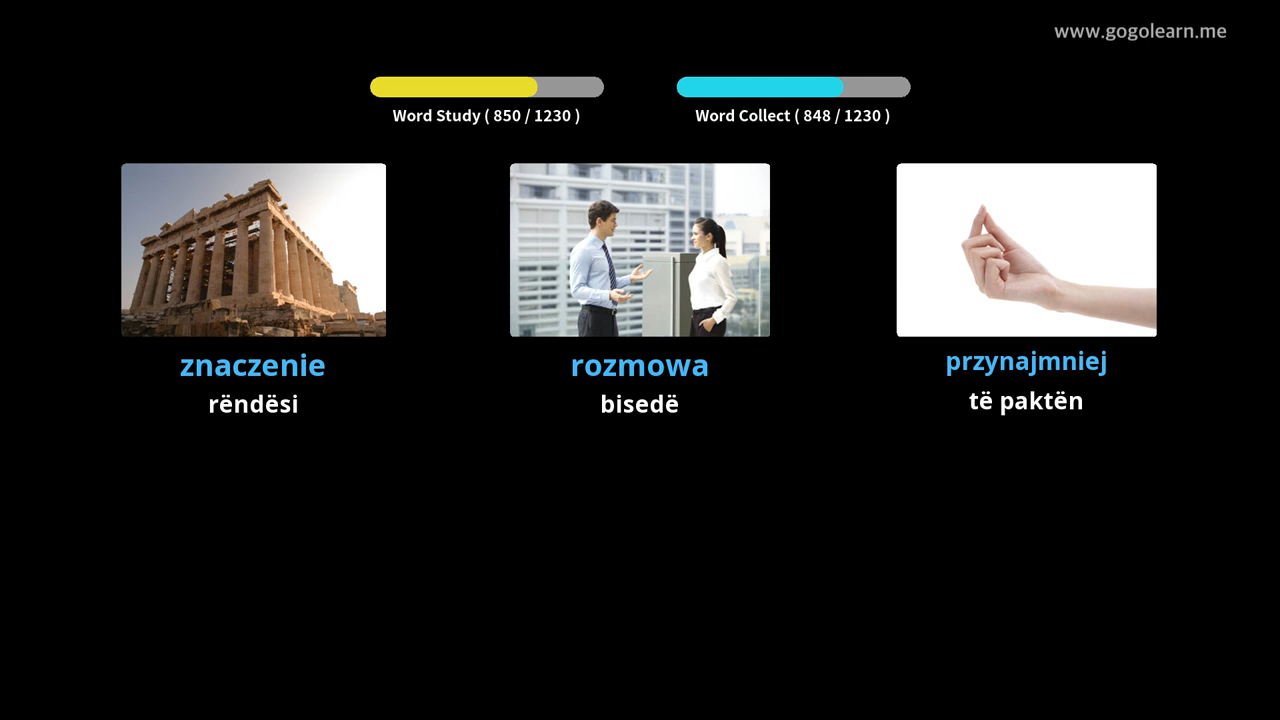 www.gogolearn.me
Word Study ( 850 / 1230 )
Word Collect ( 848 / 1230 )
znaczenie
rëndësi
rozmowa
bisedë
przynajmniej
të paktën